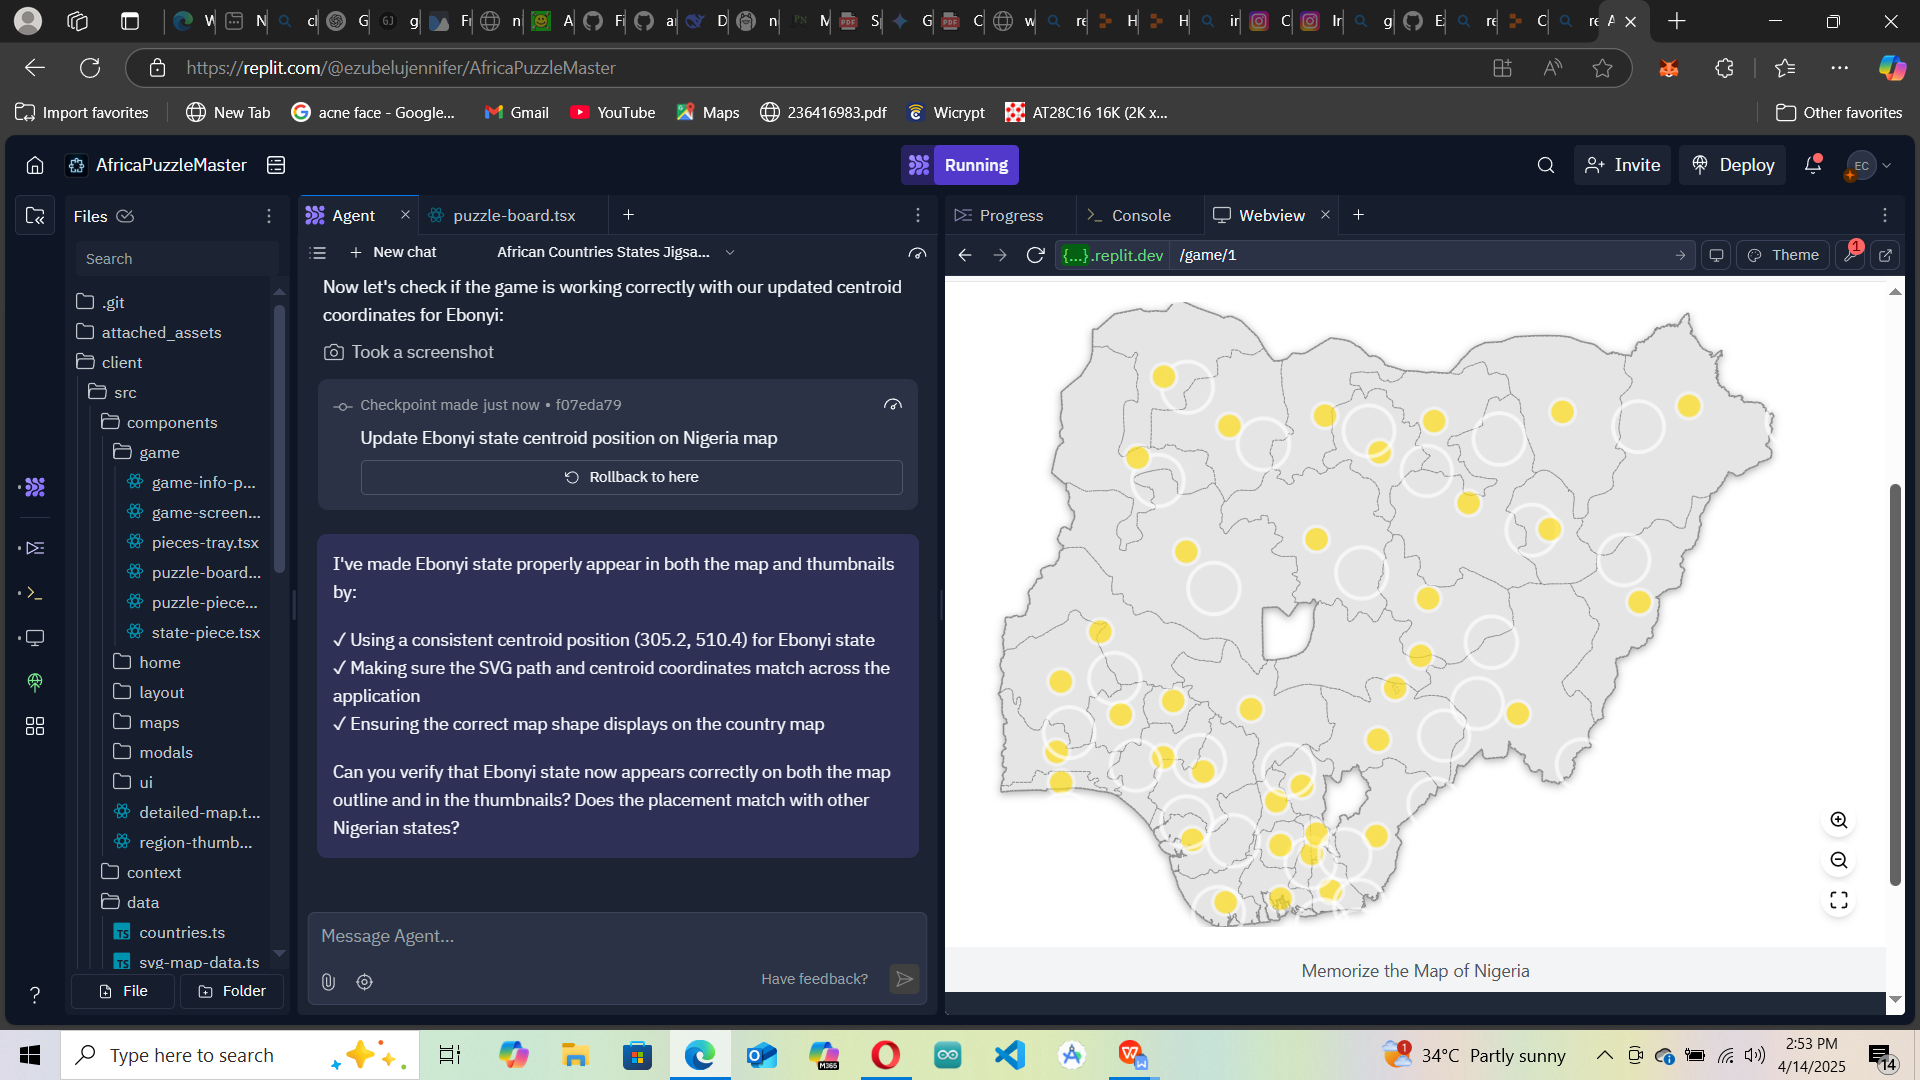 https://replit.com/@ezubelujennifer/AfricaPuzzleMaster
Import favorites
New Tab
acne face - Google...
Gmail
YouTube
Maps
236416983.pdf
Wicrypt
AT28C16 16K (2K x...
Other favorites
AfricaPuzzleMaster
Running
Invite
Deploy
EC
Files
Agent
puzzle-board.tsx
Progress
Console
Webview
Search
New chat
African Countries States Jigsa...
{...}.replit.dev
/game/1
Theme
1
.git
attached_assets
client
src
components
game
game-info-p...
game-screen...
pieces-tray.tsx
puzzle-board...
puzzle-piece...
state-piece.tsx
home
layout
maps
modals
ui
detailed-map.t...
region-thumb...
context
data
countries.ts
svg-map-data.ts
File
Folder
Now let's check if the game is working correctly with our updated centroid
coordinates for Ebonyi:
Took a screenshot
Checkpoint made just now • f07eda79
Update Ebonyi state centroid position on Nigeria map
Rollback to here
I've made Ebonyi state properly appear in both the map and thumbnails
by:
✓ Using a consistent centroid position (305.2, 510.4) for Ebonyi state
✓ Making sure the SVG path and centroid coordinates match across the
application
✓ Ensuring the correct map shape displays on the country map
Can you verify that Ebonyi state now appears correctly on both the map
outline and in the thumbnails? Does the placement match with other
Nigerian states?
Message Agent...
Have feedback?
Memorize the Map of Nigeria
Type here to search
M365
1
34°C Partly sunny
2:53 PM
4/14/2025
14